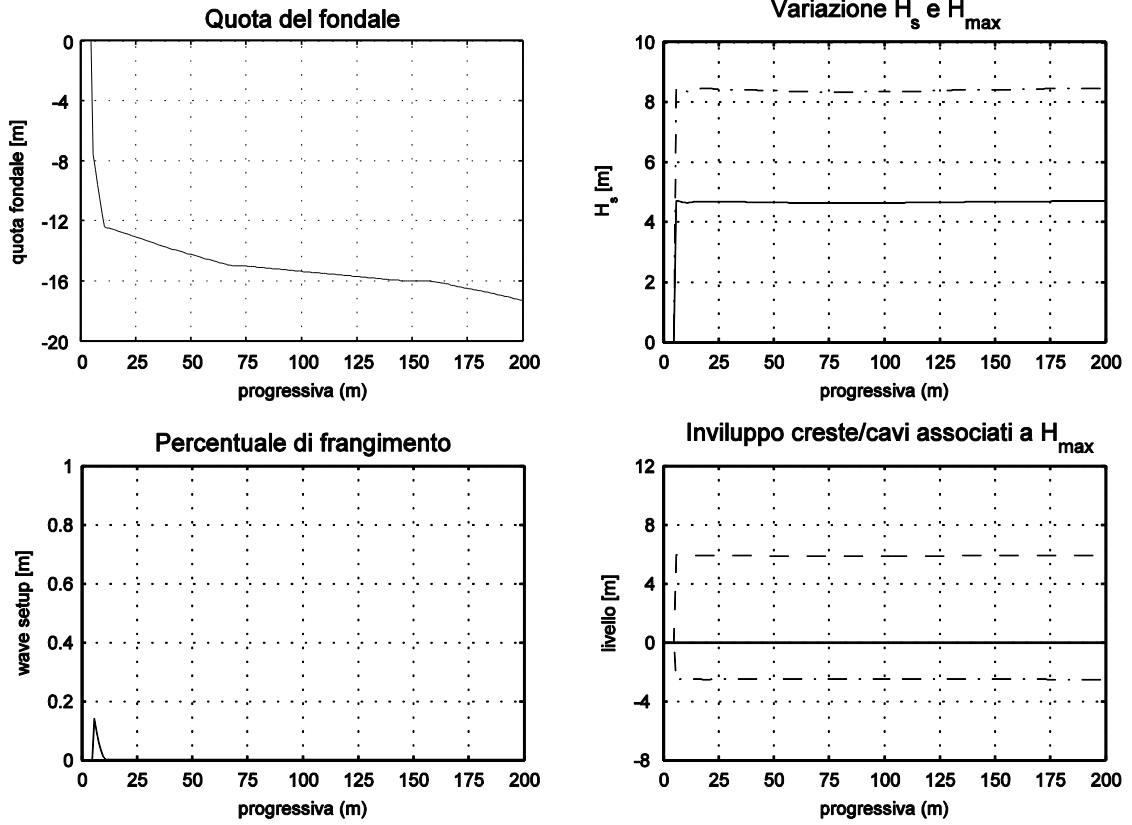 Quota del fondale
0
-4
-8
-12
-16
-20
quota fondale [m]
0 25 50 75 100 125 150 175 200
progressiva (m)
Variazione Hs e Hmax
10
8
6
4
2
0
Hs [m]
0 25 50 75 100 125 150 175 200
progressiva (m)
Percentuale di frangimento
1
0.8
0.6
0.4
0.2
0
wave setup [m]
0 25 50 75 100 125 150 175 200
progressiva (m)
Inviluppo creste/cavi associati a Hmax
12
8
4
0
-4
-8
livello [m]
0 25 50 75 100 125 150 175 200
progressiva (m)